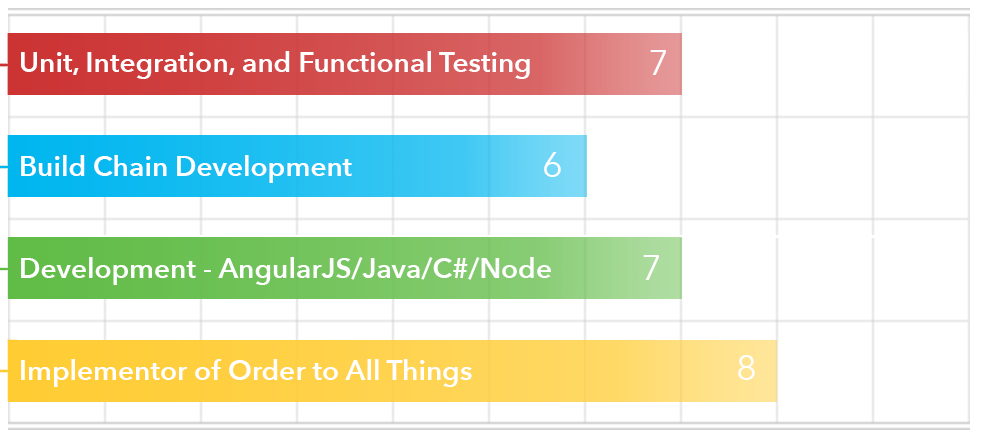 Unit, Integration, and Functional Testing 7
Build Chain Development 6
Development - AngularJS/Java/C#/Node 7
Implementor of Order to All Things 8